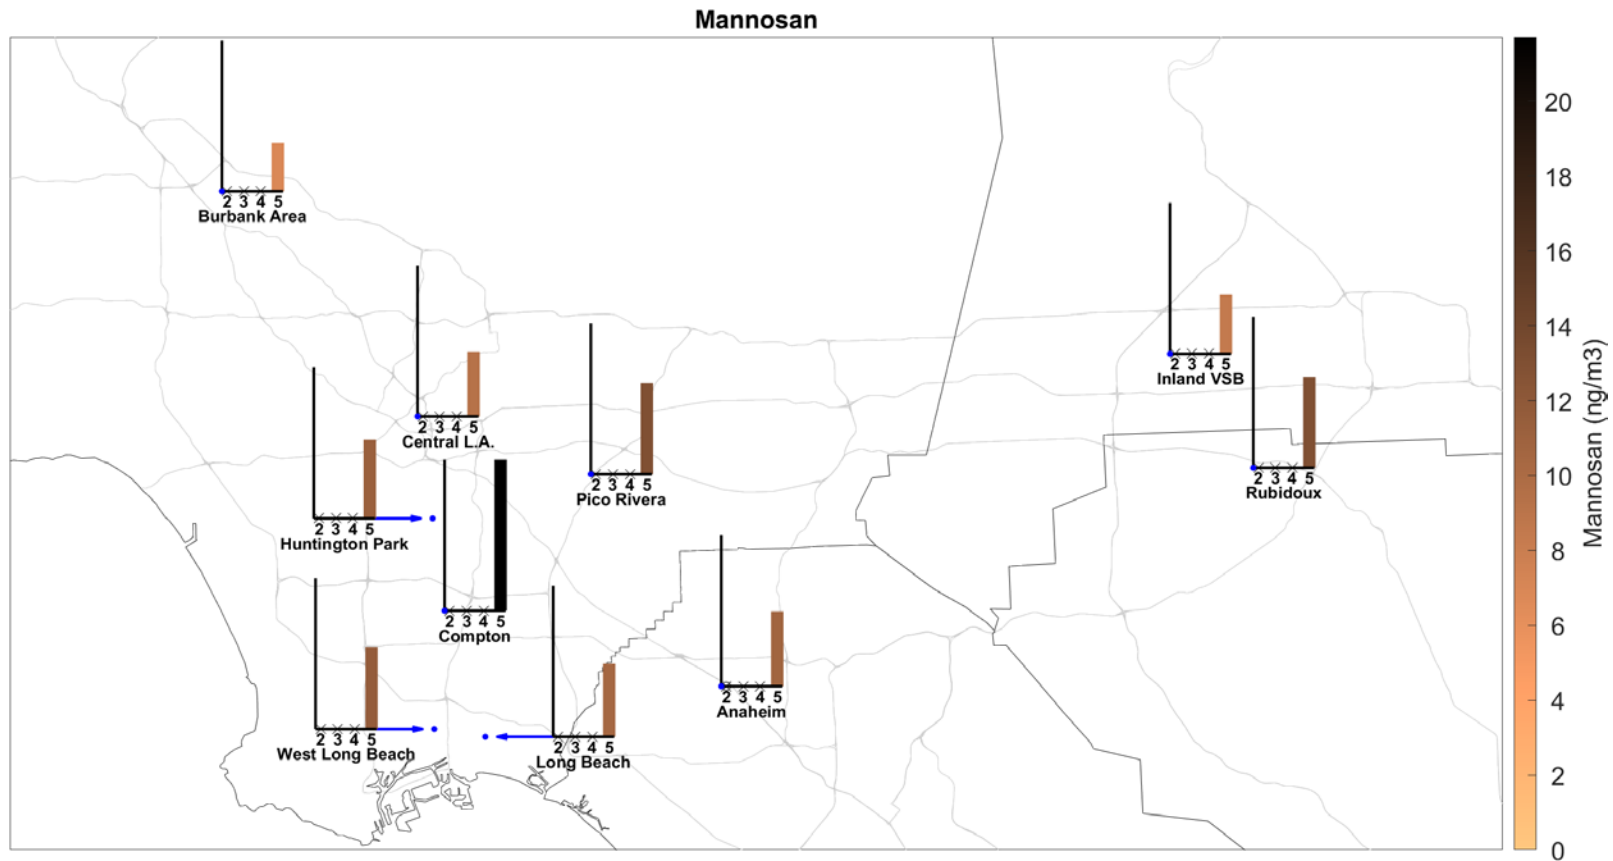 Mannosan
2 3 4 5
Burbank Area
2 3 4 5
Inland VSB
2 3 4 5
Central L.A.
2 3 4 5
Pico Rivera
2 3 4 5
Rubidoux
2 3 4 5
Huntington Park
2 3 4 5
Compton
2 3 4 5
Anaheim
2 3 4 5
West Long Beach
2 3 4 5
Long Beach
20
18
16
14
12
10
8
6
4
2
0
Mannosan (ng/m3)